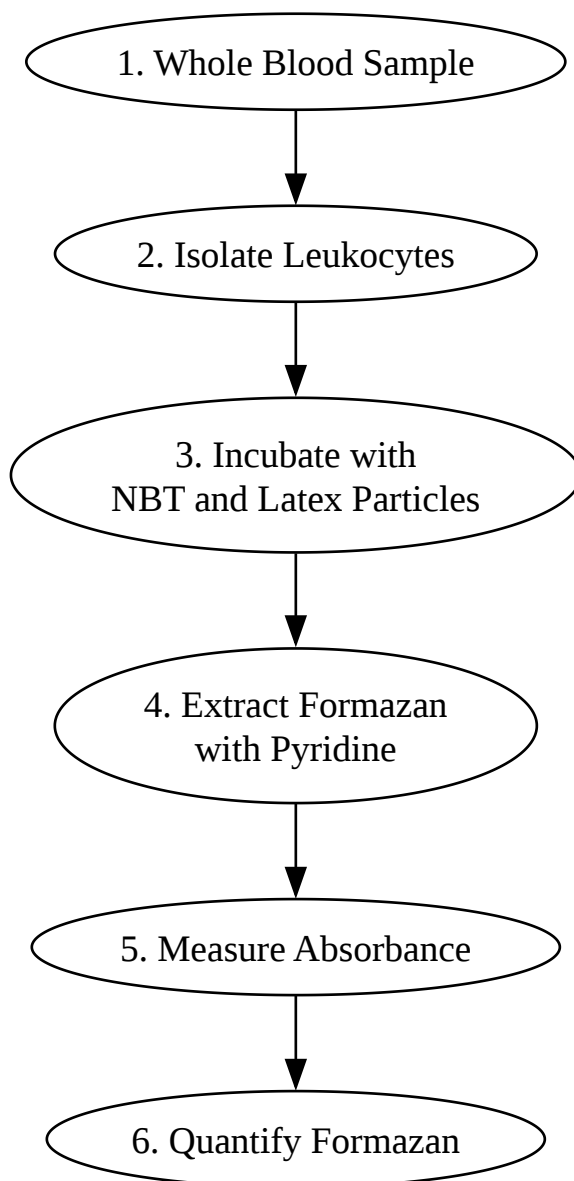 1. Whole Blood Sample
2. Isolate Leukocytes
3. Incubate with
NBT and Latex Particles
4. Extract Formazan
with Pyridine
5. Measure Absorbance
6. Quantify Formazan